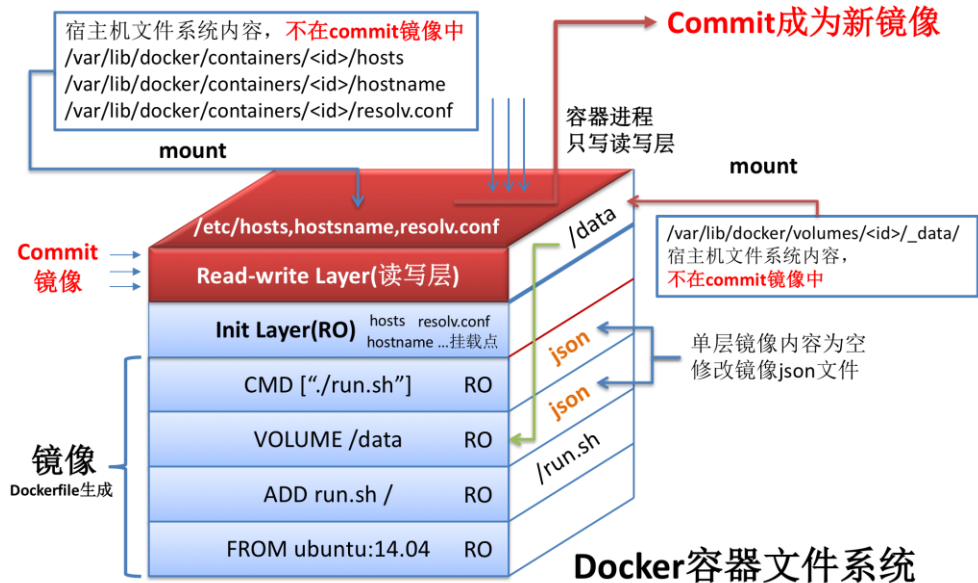 宿主机文件系统内容，不在commit镜像中
/var/lib/docker/containers/<id>/hosts
/var/lib/docker/containers/<id>/hostname
/var/lib/docker/containers/<id>/resolv.conf
mount
Commit成为新镜像
容器进程
只写读写层
mount
/var/lib/docker/volumes/<id>/_data/
宿主机文件系统内容，
不在commit镜像中
/etc/hosts,hostsname,resolv.conf
/data
Commit
镜像
Read-write Layer(读写层)
Init Layer(RO)
hosts resolv.conf
hostname ...挂载点
json
json
单层镜像内容为空
修改镜像json文件
CMD [“./run.sh”] RO
VOLUME /data RO
/run.sh
镜像
Dockerfile生成
ADD run.sh / RO
FROM ubuntu:14.04 RO
Docker容器文件系统